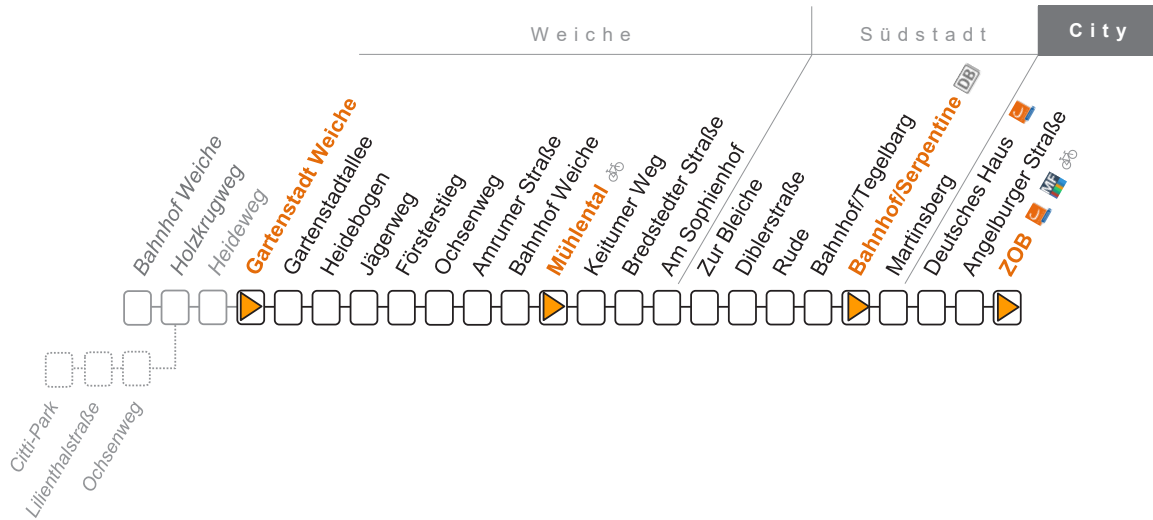 Weiche
Südstadt
City
Bahnhof Weiche
Holzkrugweg
Heideweg
Gartenstadt Weiche
Gartenstadtallee
Heidebogen
Jägerweg
Försterstieg
Ochsenweg
Amrumer Straße
Bahnhof Weiche
Mühlental
Keitumer Weg
Bredstedter Straße
Am Sophienhof
Zur Bleiche
Diblerstraße
Rude
Bahnhof/Tegelbarg
Bahnhof/Serpentine DB
Martinsberg
Deutsches Haus
Angelburger Straße
ZOB MF
Citti-Park
Lilienthalstraße
Ochsenweg